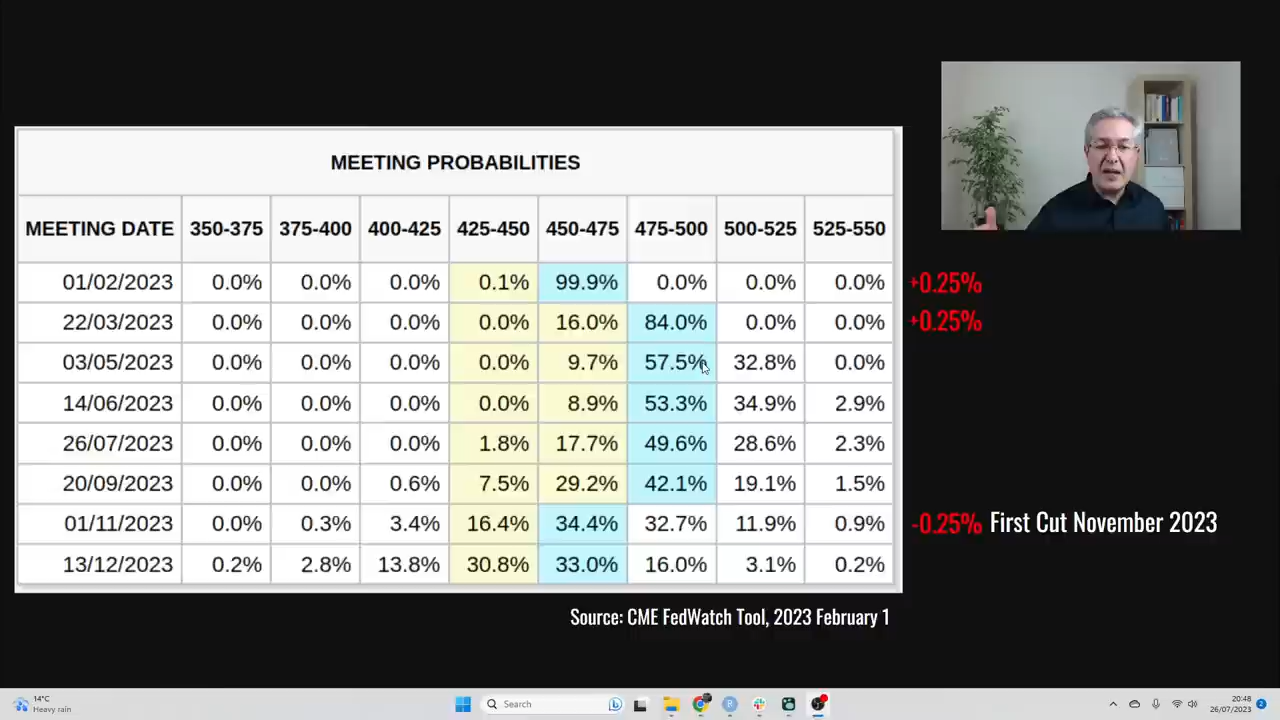 MEETING PROBABILITIES
MEETING DATE 350-375 375-400 400-425 425-450 450-475 475-500 500-525 525-550
01/02/2023 0.0% 0.0% 0.0% 0.1% 99.9% 0.0% 0.0% 0.0% +0.25%
22/03/2023 0.0% 0.0% 0.0% 0.0% 16.0% 84.0% 0.0% 0.0% +0.25%
03/05/2023 0.0% 0.0% 0.0% 0.0% 9.7% 57.5% 32.8% 0.0%
14/06/2023 0.0% 0.0% 0.0% 0.0% 8.9% 53.3% 34.9% 2.9%
26/07/2023 0.0% 0.0% 0.0% 1.8% 17.7% 49.6% 28.6% 2.3%
20/09/2023 0.0% 0.0% 0.6% 7.5% 29.2% 42.1% 19.1% 1.5%
01/11/2023 0.0% 0.3% 3.4% 16.4% 34.4% 32.7% 11.9% 0.9% -0.25% First Cut November 2023
13/12/2023 0.2% 2.8% 13.8% 30.8% 33.0% 16.0% 3.1% 0.2%
Source: CME FedWatch Tool, 2023 February 1
14°C
Heavy rain
Search
R
20:48
26/07/2023
2